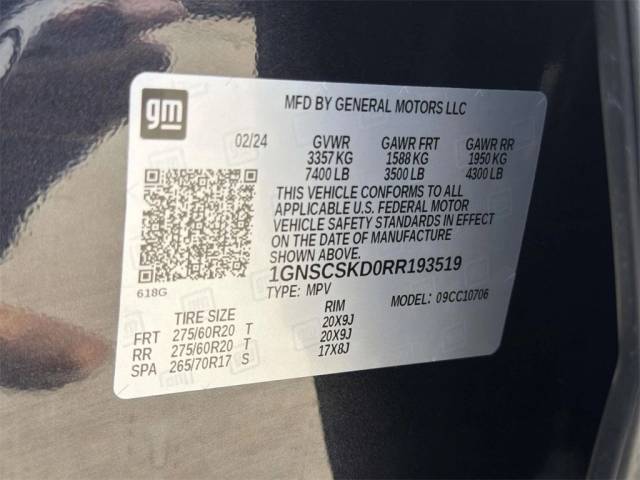 gm
MFD BY GENERAL MOTORS LLC
02/24 GVWR GAWR FRT GAWR RR
3357 KG 1588 KG 1950 KG
7400 LB 3500 LB 4300 LB
THIS VEHICLE CONFORMS TO ALL
APPLICABLE U.S. FEDERAL MOTOR
VEHICLE SAFETY STANDARDS IN EFFECT
ON THE DATE OF MANUFACTURE
SHOWN ABOVE.
1GNSCSKD0RR193519
618G
TYPE: MPV MODEL: 09CC10706
TIRE SIZE RIM
FRT 275/60R20 T 20X9J
RR 275/60R20 T 20X9J
SPA 265/70R17 S 17X8J